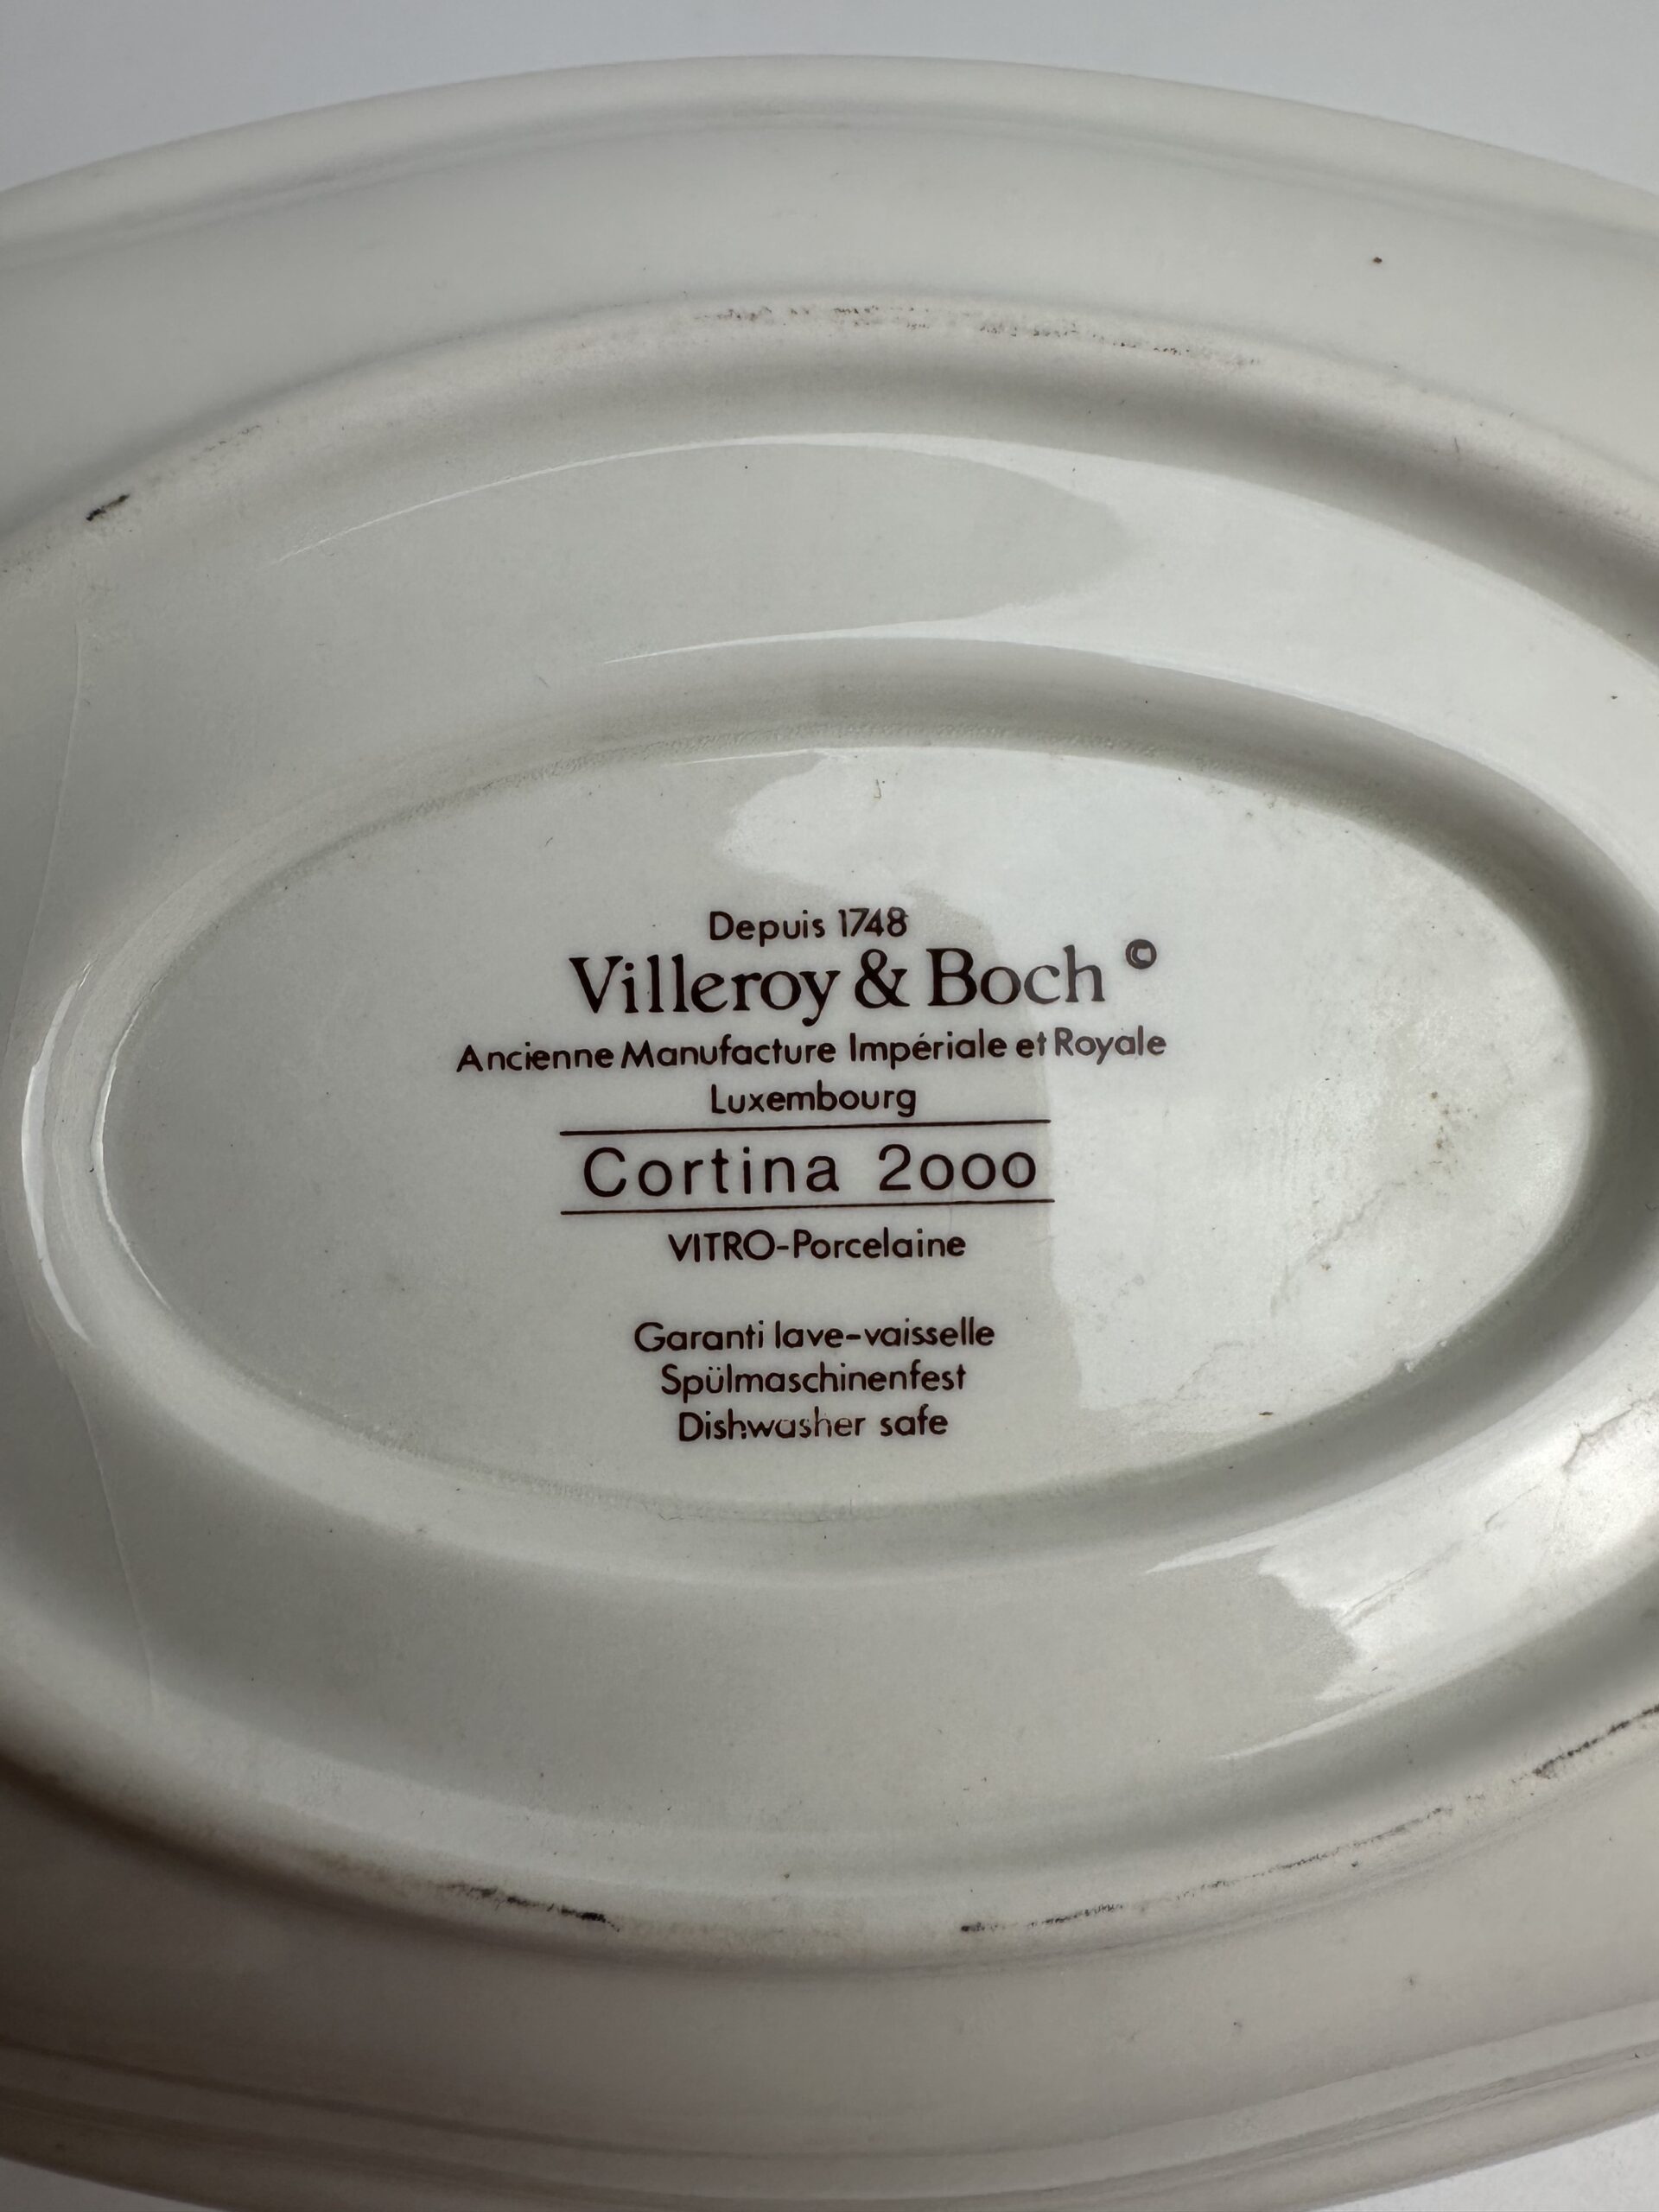 Depuis 1748
Villeroy & Boch ©
Ancienne Manufacture Impériale et Royale
Luxembourg
Cortina 2000
VITRO-Porcelaine
Garanti lave-vaisselle
Spülmaschinenfest
Dishwasher safe